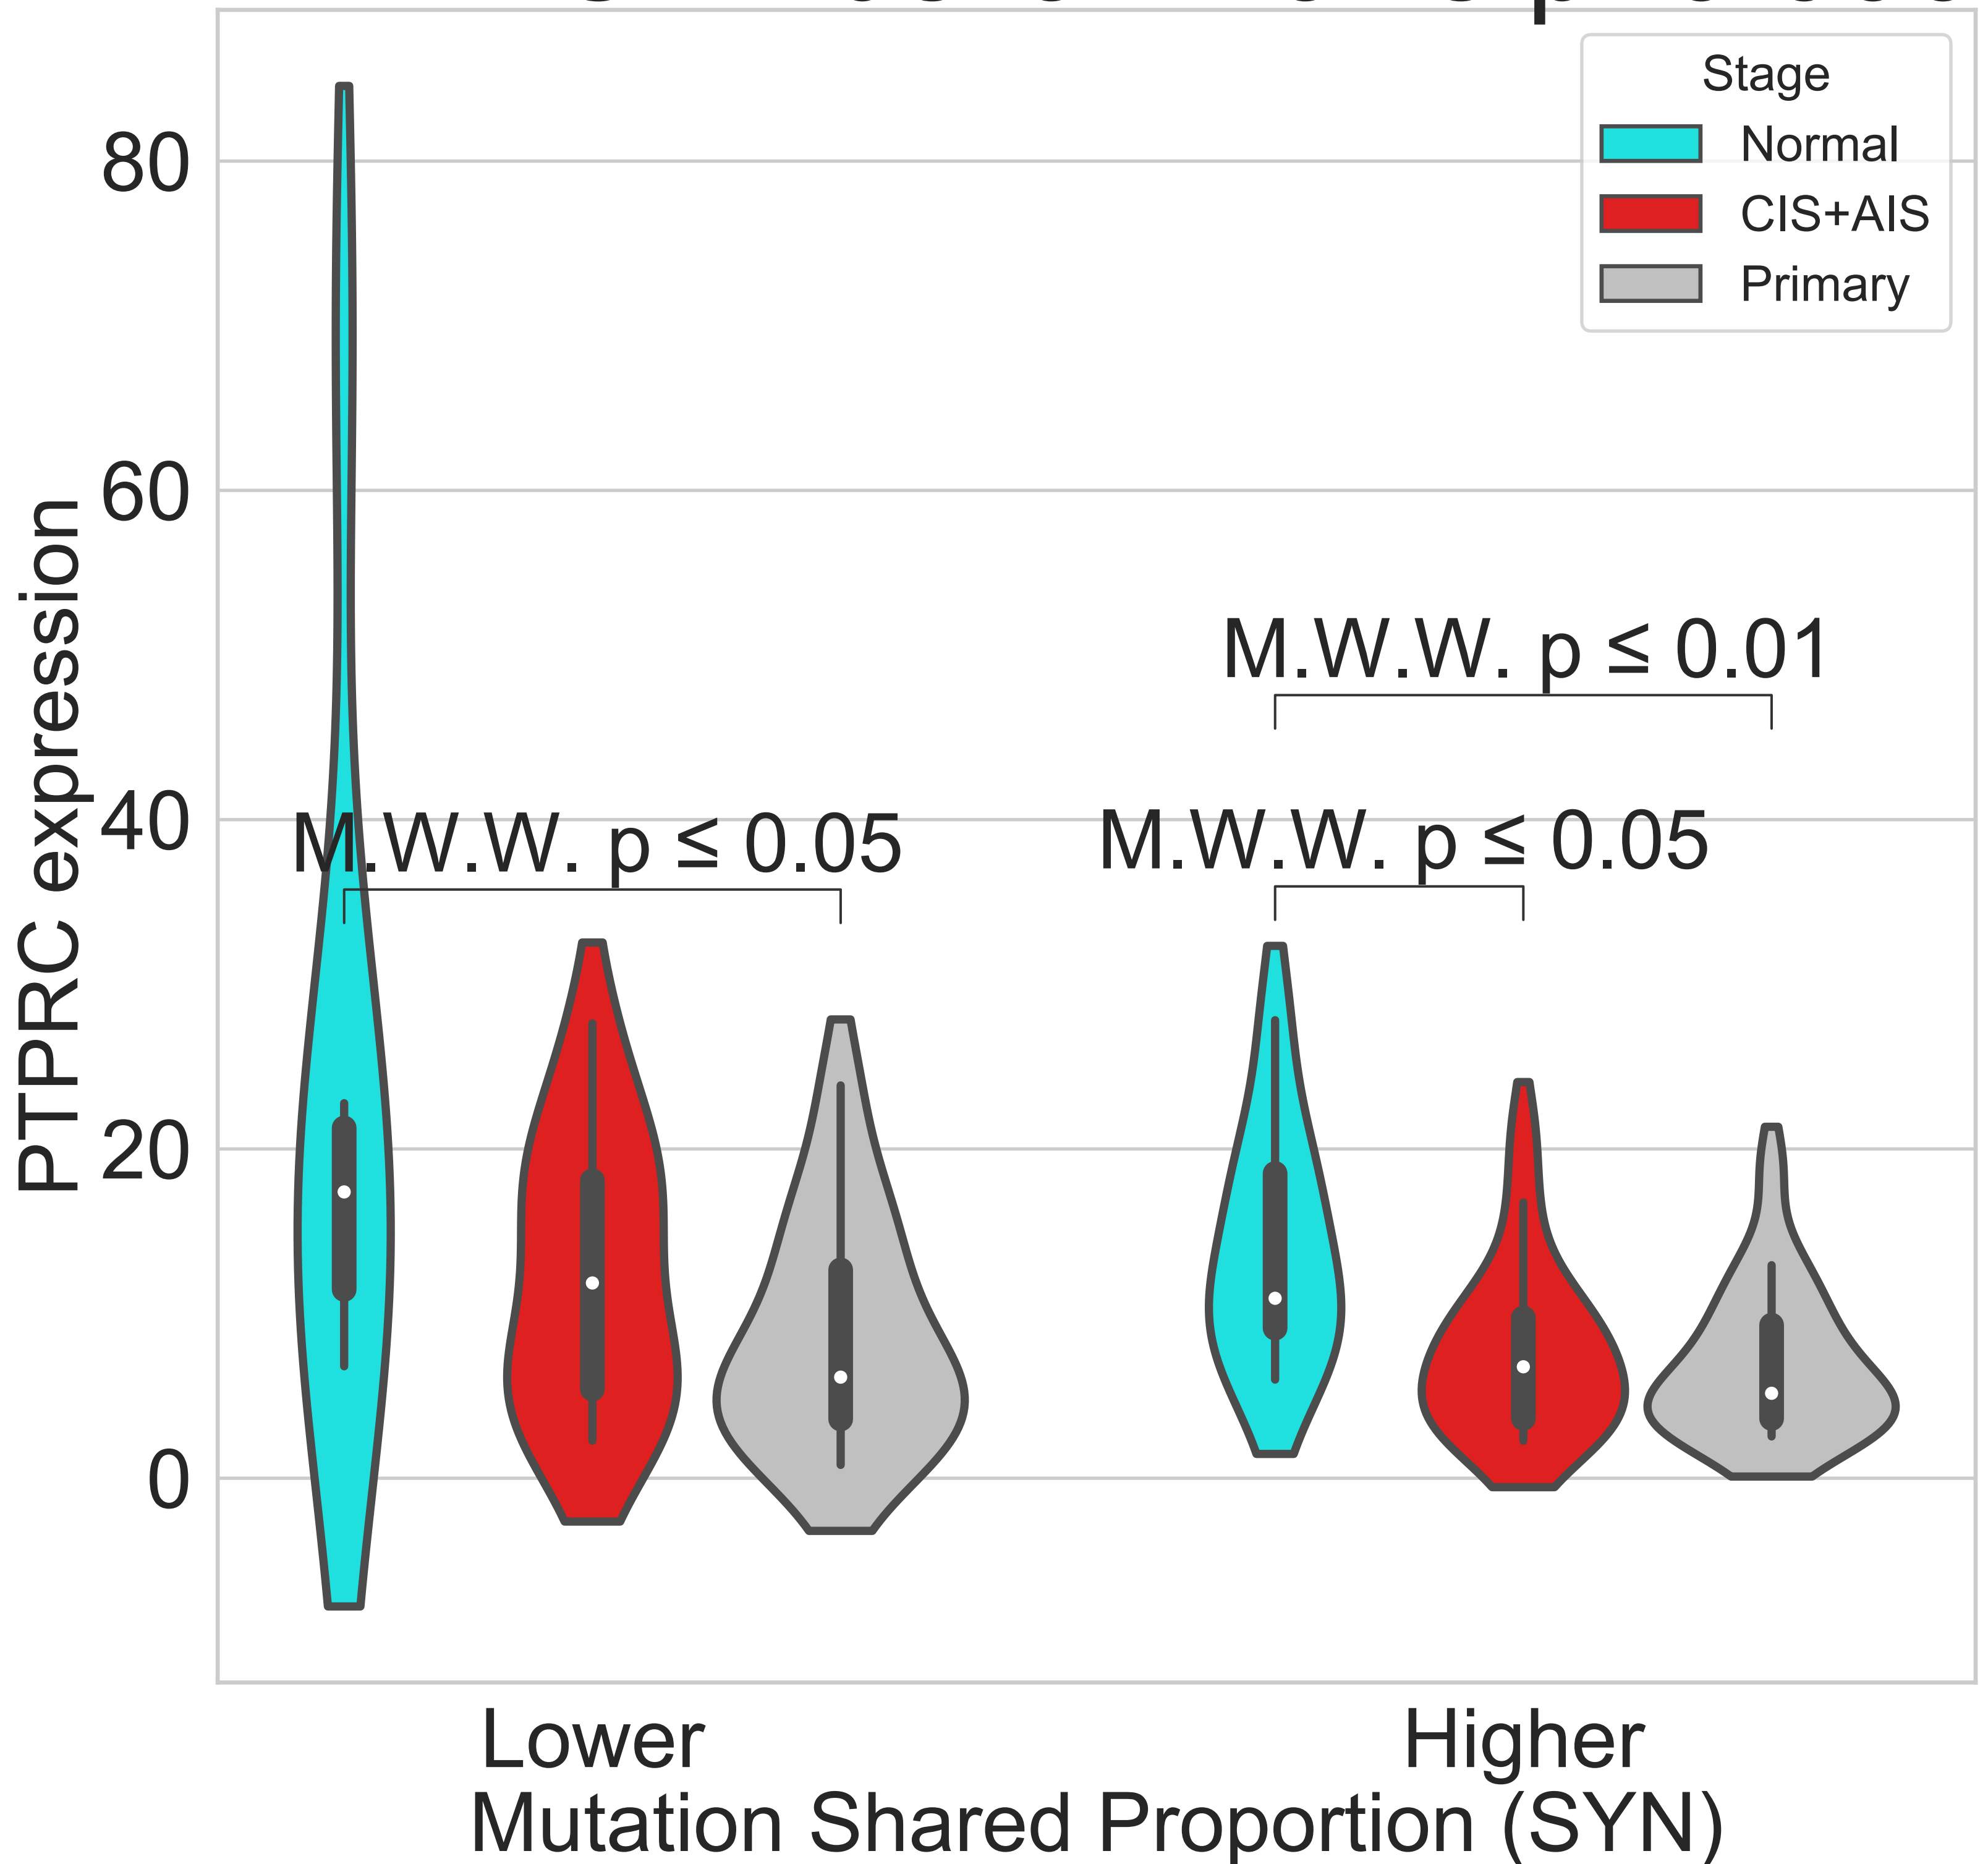 Stage
Normal
CIS+AIS
Primary
80
60
40
20
0
PTPRC expression
M.W.W. p ≤ 0.01
M.W.W. p ≤ 0.05
M.W.W. p ≤ 0.05
Lower
Higher
Mutation Shared Proportion (SYN)